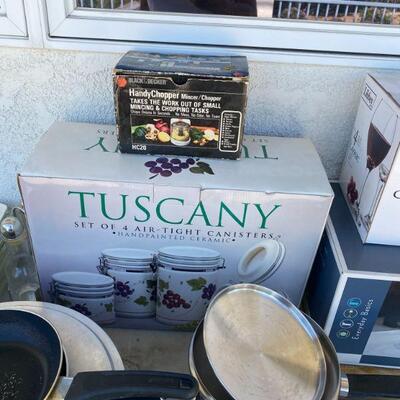 BLACK & DECKER
HandyChopper Mincer/Chopper
TAKES THE WORK OUT OF SMALL
MINCING & CHOPPING TASKS
HC20
TUSCANY
SET OF 4 AIR-TIGHT CANISTERS
• HANDPAINTED CERAMIC •
Everyday Basics